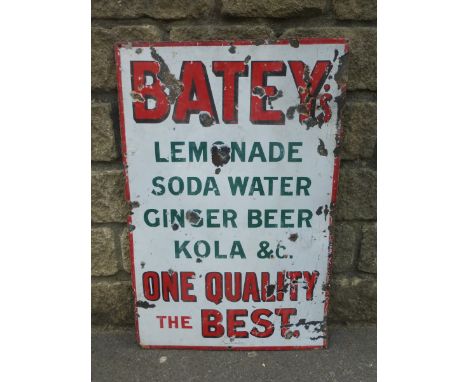 BATEY'S
LEMONADE
SODA WATER
GINGER BEER
KOLA &c.
ONE QUALITY
THE BEST.